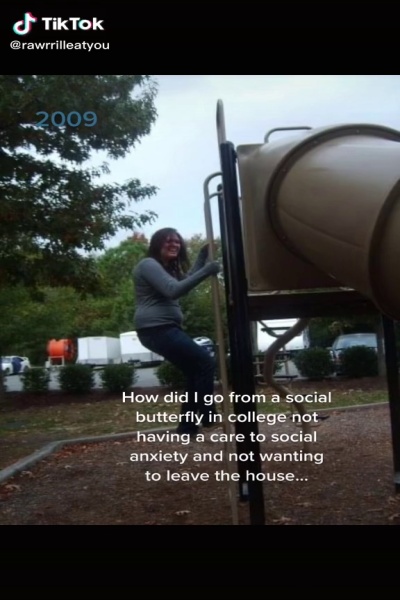 TikTok
@rawrrilleatyou
2009
How did I go from a social
butterfly in college not
having a care to social
anxiety and not wanting
to leave the house...